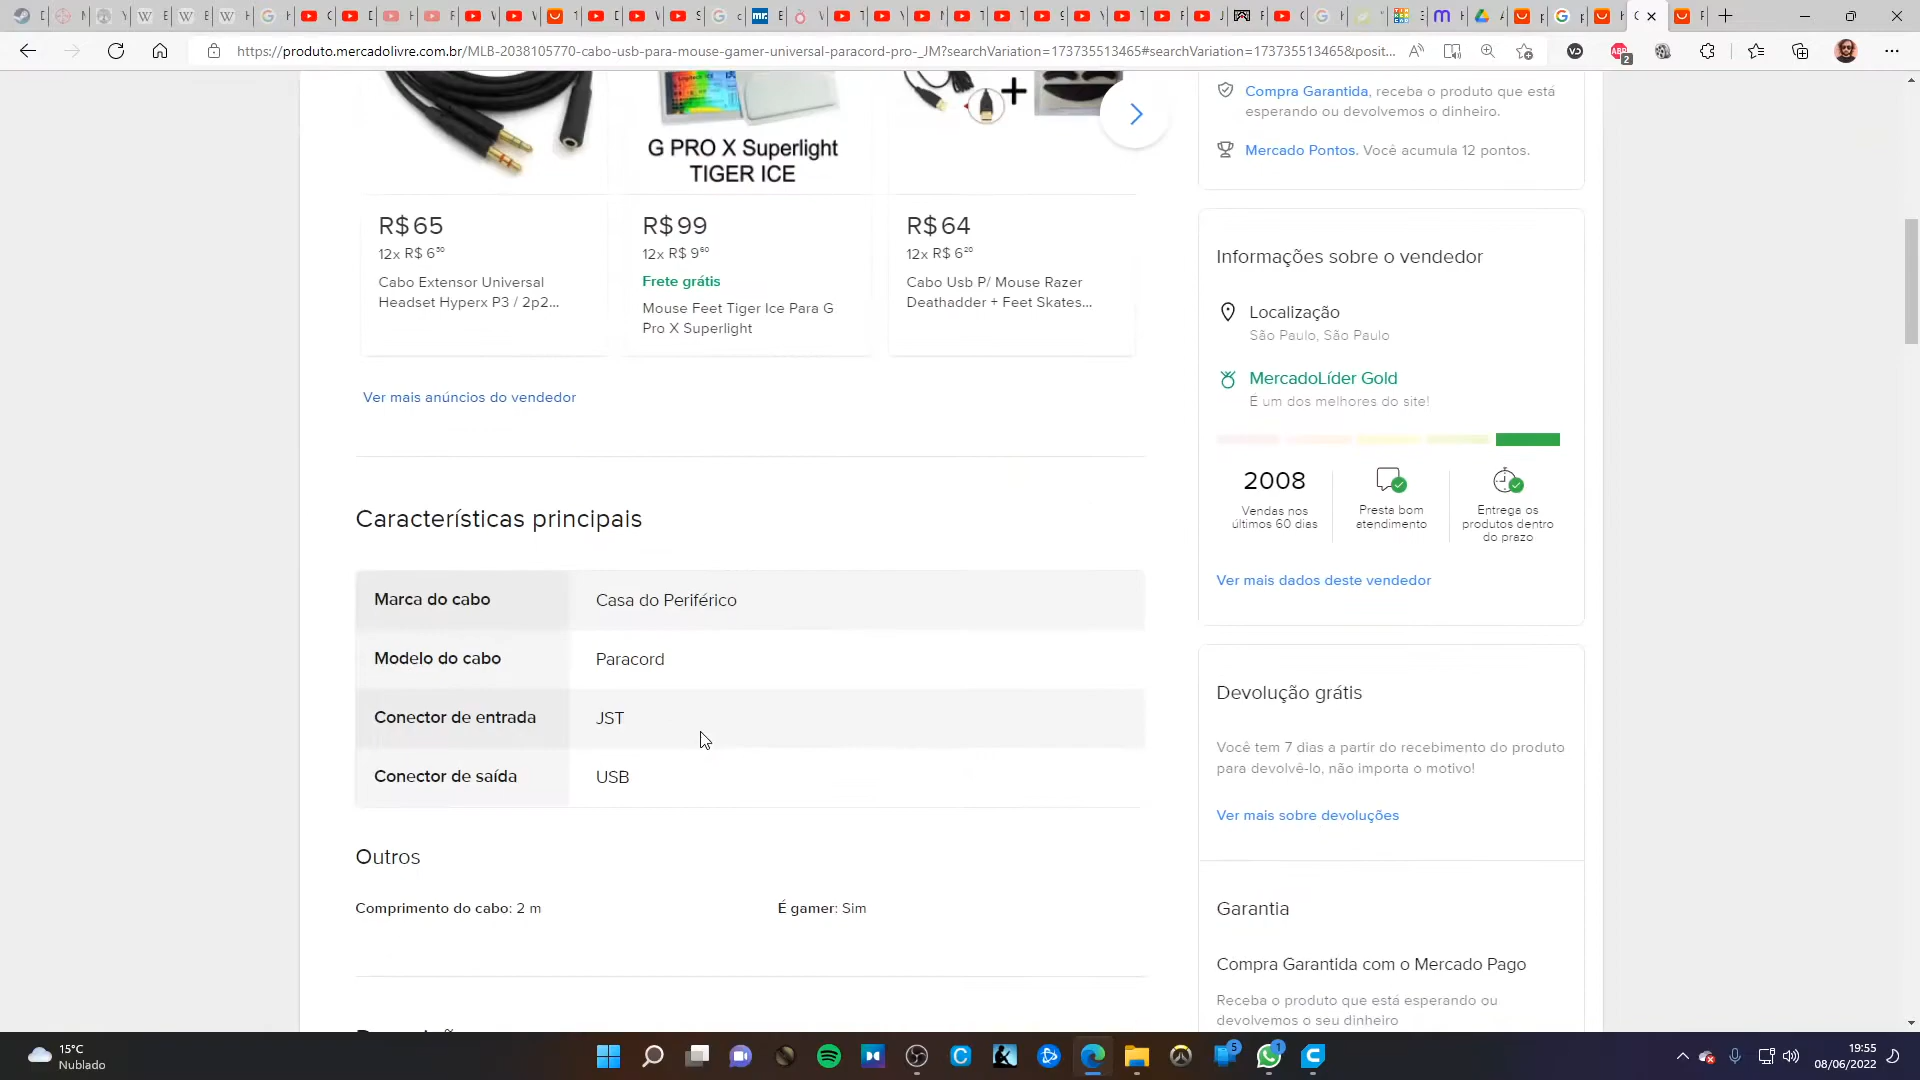 https://produto.mercadolivre.com.br/MLB-2038105770-cabo-usb-para-mouse-gamer-universal-paracord-pro-_JM?searchVariation=173735513465#searchVariation=173735513465&posit...
G PRO X Superlight
TIGER ICE
R$ 65
12x R$ 6³⁰
Cabo Extensor Universal
Headset Hyperx P3 / 2p2...
R$ 99
12x R$ 9⁶⁰
Frete grátis
Mouse Feet Tiger Ice Para G
Pro X Superlight
R$ 64
12x R$ 6²⁰
Cabo Usb P/ Mouse Razer
Deathadder + Feet Skates...
Ver mais anúncios do vendedor
Características principais
Marca do cabo Casa do Periférico
Modelo do cabo Paracord
Conector de entrada JST
Conector de saída USB
Outros
Comprimento do cabo: 2 m
É gamer: Sim
Compra Garantida, receba o produto que está
esperando ou devolvemos o dinheiro.
Mercado Pontos. Você acumula 12 pontos.
Informações sobre o vendedor
Localização
São Paulo, São Paulo
MercadoLíder Gold
É um dos melhores do site!
2008
Vendas nos
últimos 60 dias
Presta bom
atendimento
Entrega os
produtos dentro
do prazo
Ver mais dados deste vendedor
Devolução grátis
Você tem 7 dias a partir do recebimento do produto
para devolvê-lo, não importa o motivo!
Ver mais sobre devoluções
Garantia
Compra Garantida com o Mercado Pago
Receba o produto que está esperando ou
devolvemos o seu dinheiro
15°C
Nublado
5
1
19:55
08/06/2022